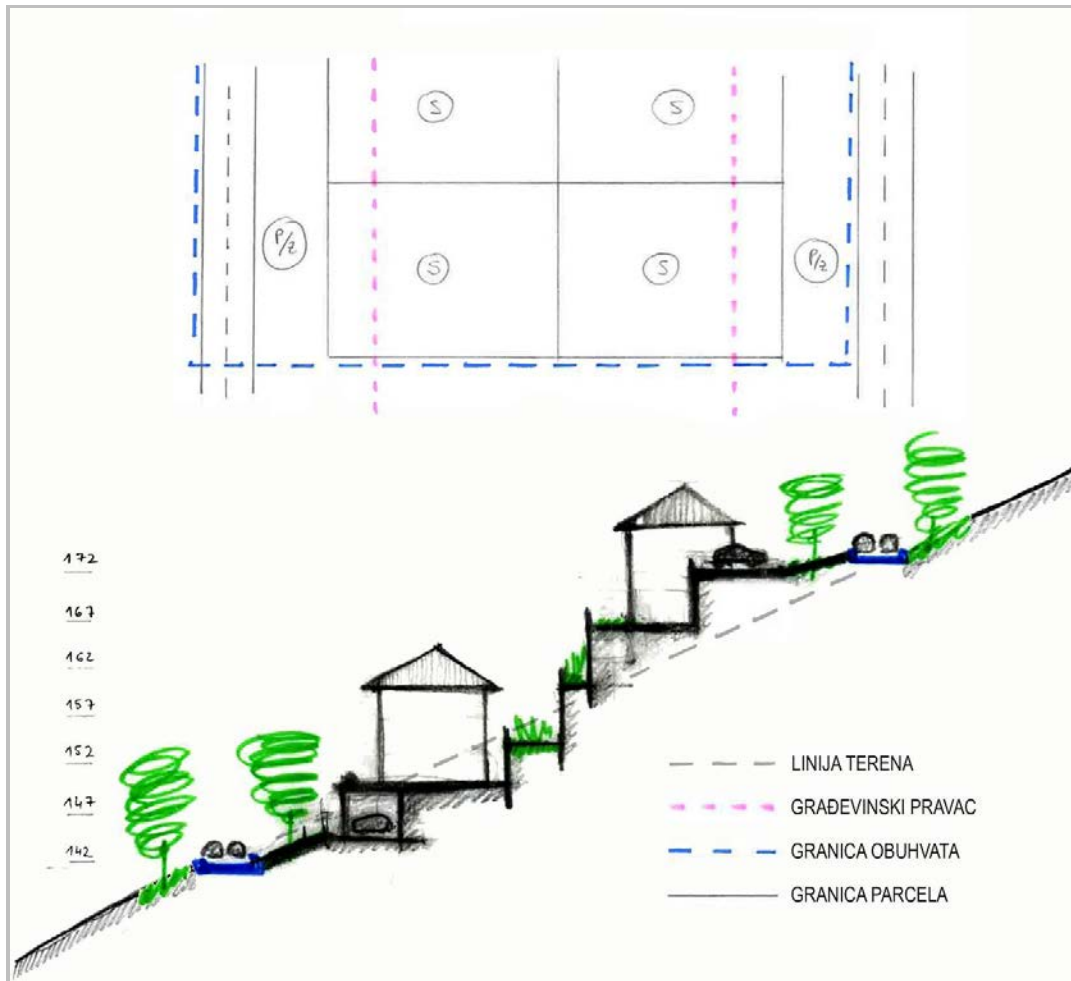 S
S
P/z
S
S
P/z
172
167
162
157
152
147
142
LINIJA TERENA
GRAĐEVINSKI PRAVAC
GRANICA OBUHVATA
GRANICA PARCELA